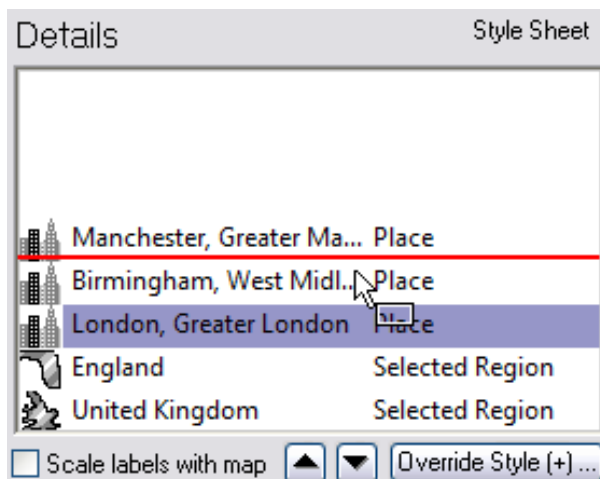 Details Style Sheet
Manchester, Greater Ma... Place
Birmingham, West Midl... Place
London, Greater London Place
England Selected Region
United Kingdom Selected Region
Scale labels with map Override Style (+) ...